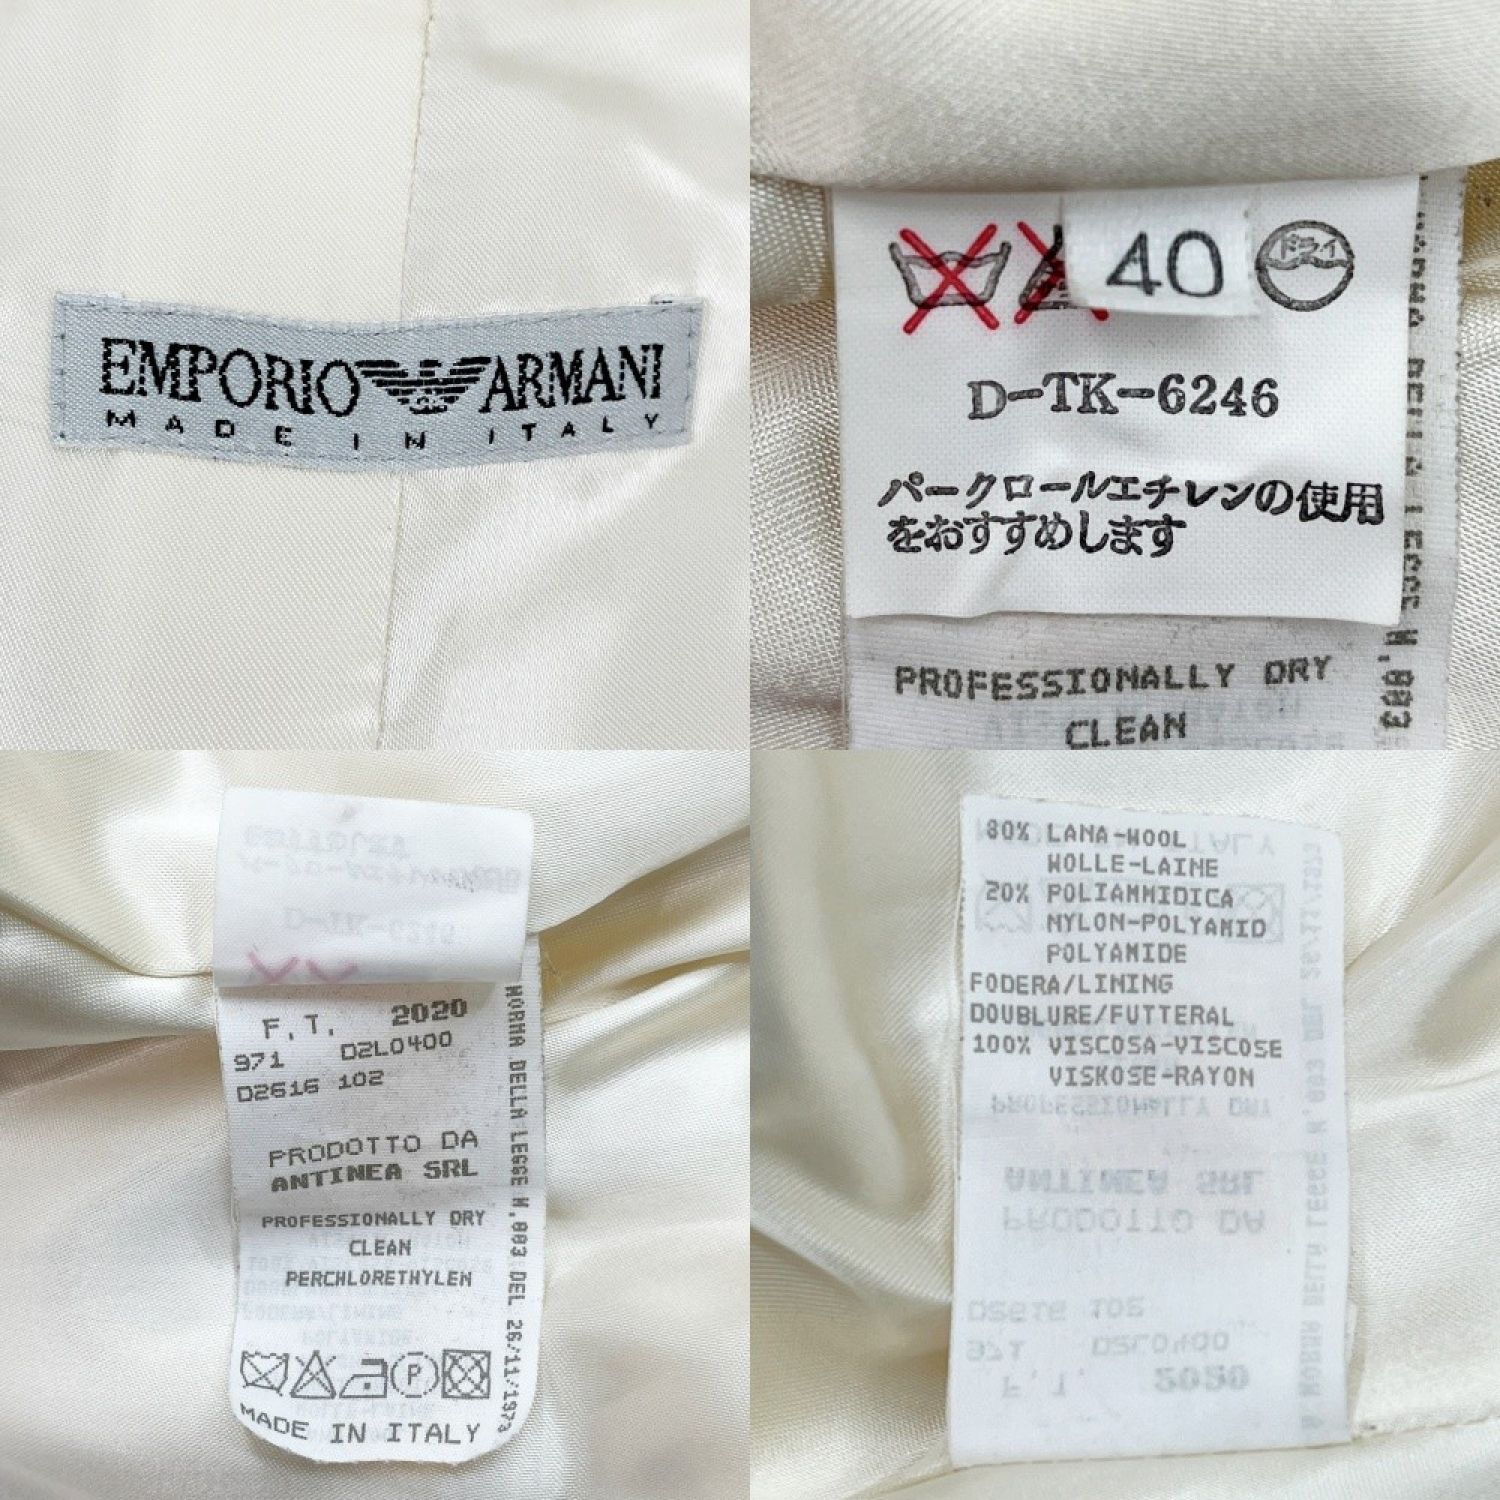 EMPORIO ARMANI
MADE IN ITALY
40
ドライ
D-TK-6246
パークロールエチレンの使用
をおすすめします
PROFESSIONALLY DRY
CLEAN
F.T. 2020
971 D2L0400
D2616 102
PRODOTTO DA
ANTINEA SRL
PROFESSIONALLY DRY
CLEAN
PERCHLORETHYLEN
P
MADE IN ITALY
NORMA DELLA LEGGE N.883 DEL 26/11/1973
80% LANA-WOOL
WOLLE-LAINE
20% POLIAMMIDICA
NYLON-POLYAMID
POLYAMIDE
FODERA/LINING
DOUBLURE/FUTTERAL
100% VISCOSA-VISCOSE
VISKOSE-RAYON